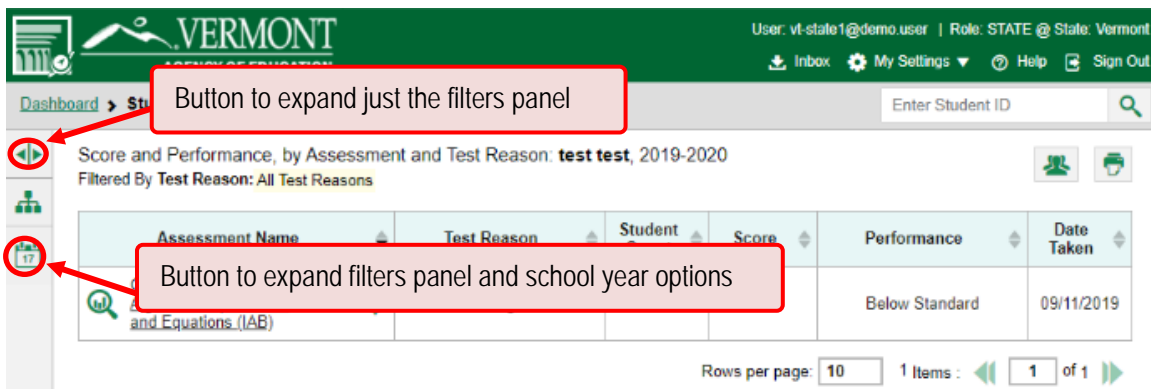 VERMONT
User: vt-state1@demo.user | Role: STATE @ State: Vermont
Inbox My Settings ▼ Help Sign Out
Dashboard >
Enter Student ID
Button to expand just the filters panel
Score and Performance, by Assessment and Test Reason: test test, 2019-2020
Filtered By Test Reason: All Test Reasons
Assessment Name Test Reason Student Score Performance Date Taken
17
Button to expand filters panel and school year options
and Equations (IAB) Below Standard 09/11/2019
Rows per page: 10 1 Items : 1 of 1